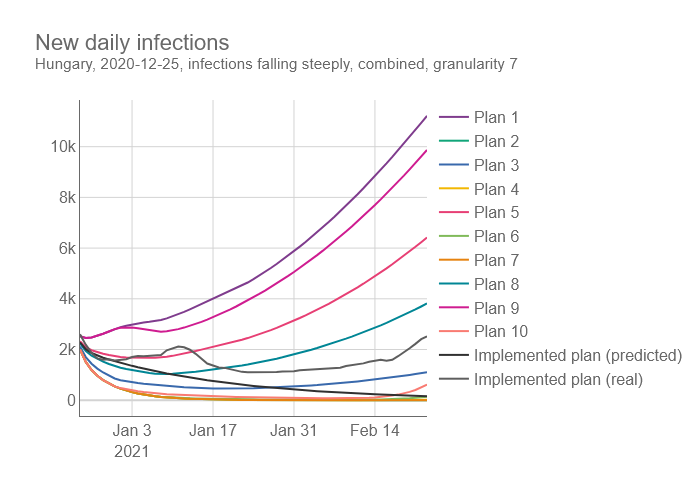 New daily infections
Hungary, 2020-12-25, infections falling steeply, combined, granularity 7
10k
8k
6k
4k
2k
0
Jan 3
2021
Jan 17
Jan 31
Feb 14
Plan 1
Plan 2
Plan 3
Plan 4
Plan 5
Plan 6
Plan 7
Plan 8
Plan 9
Plan 10
Implemented plan (predicted)
Implemented plan (real)